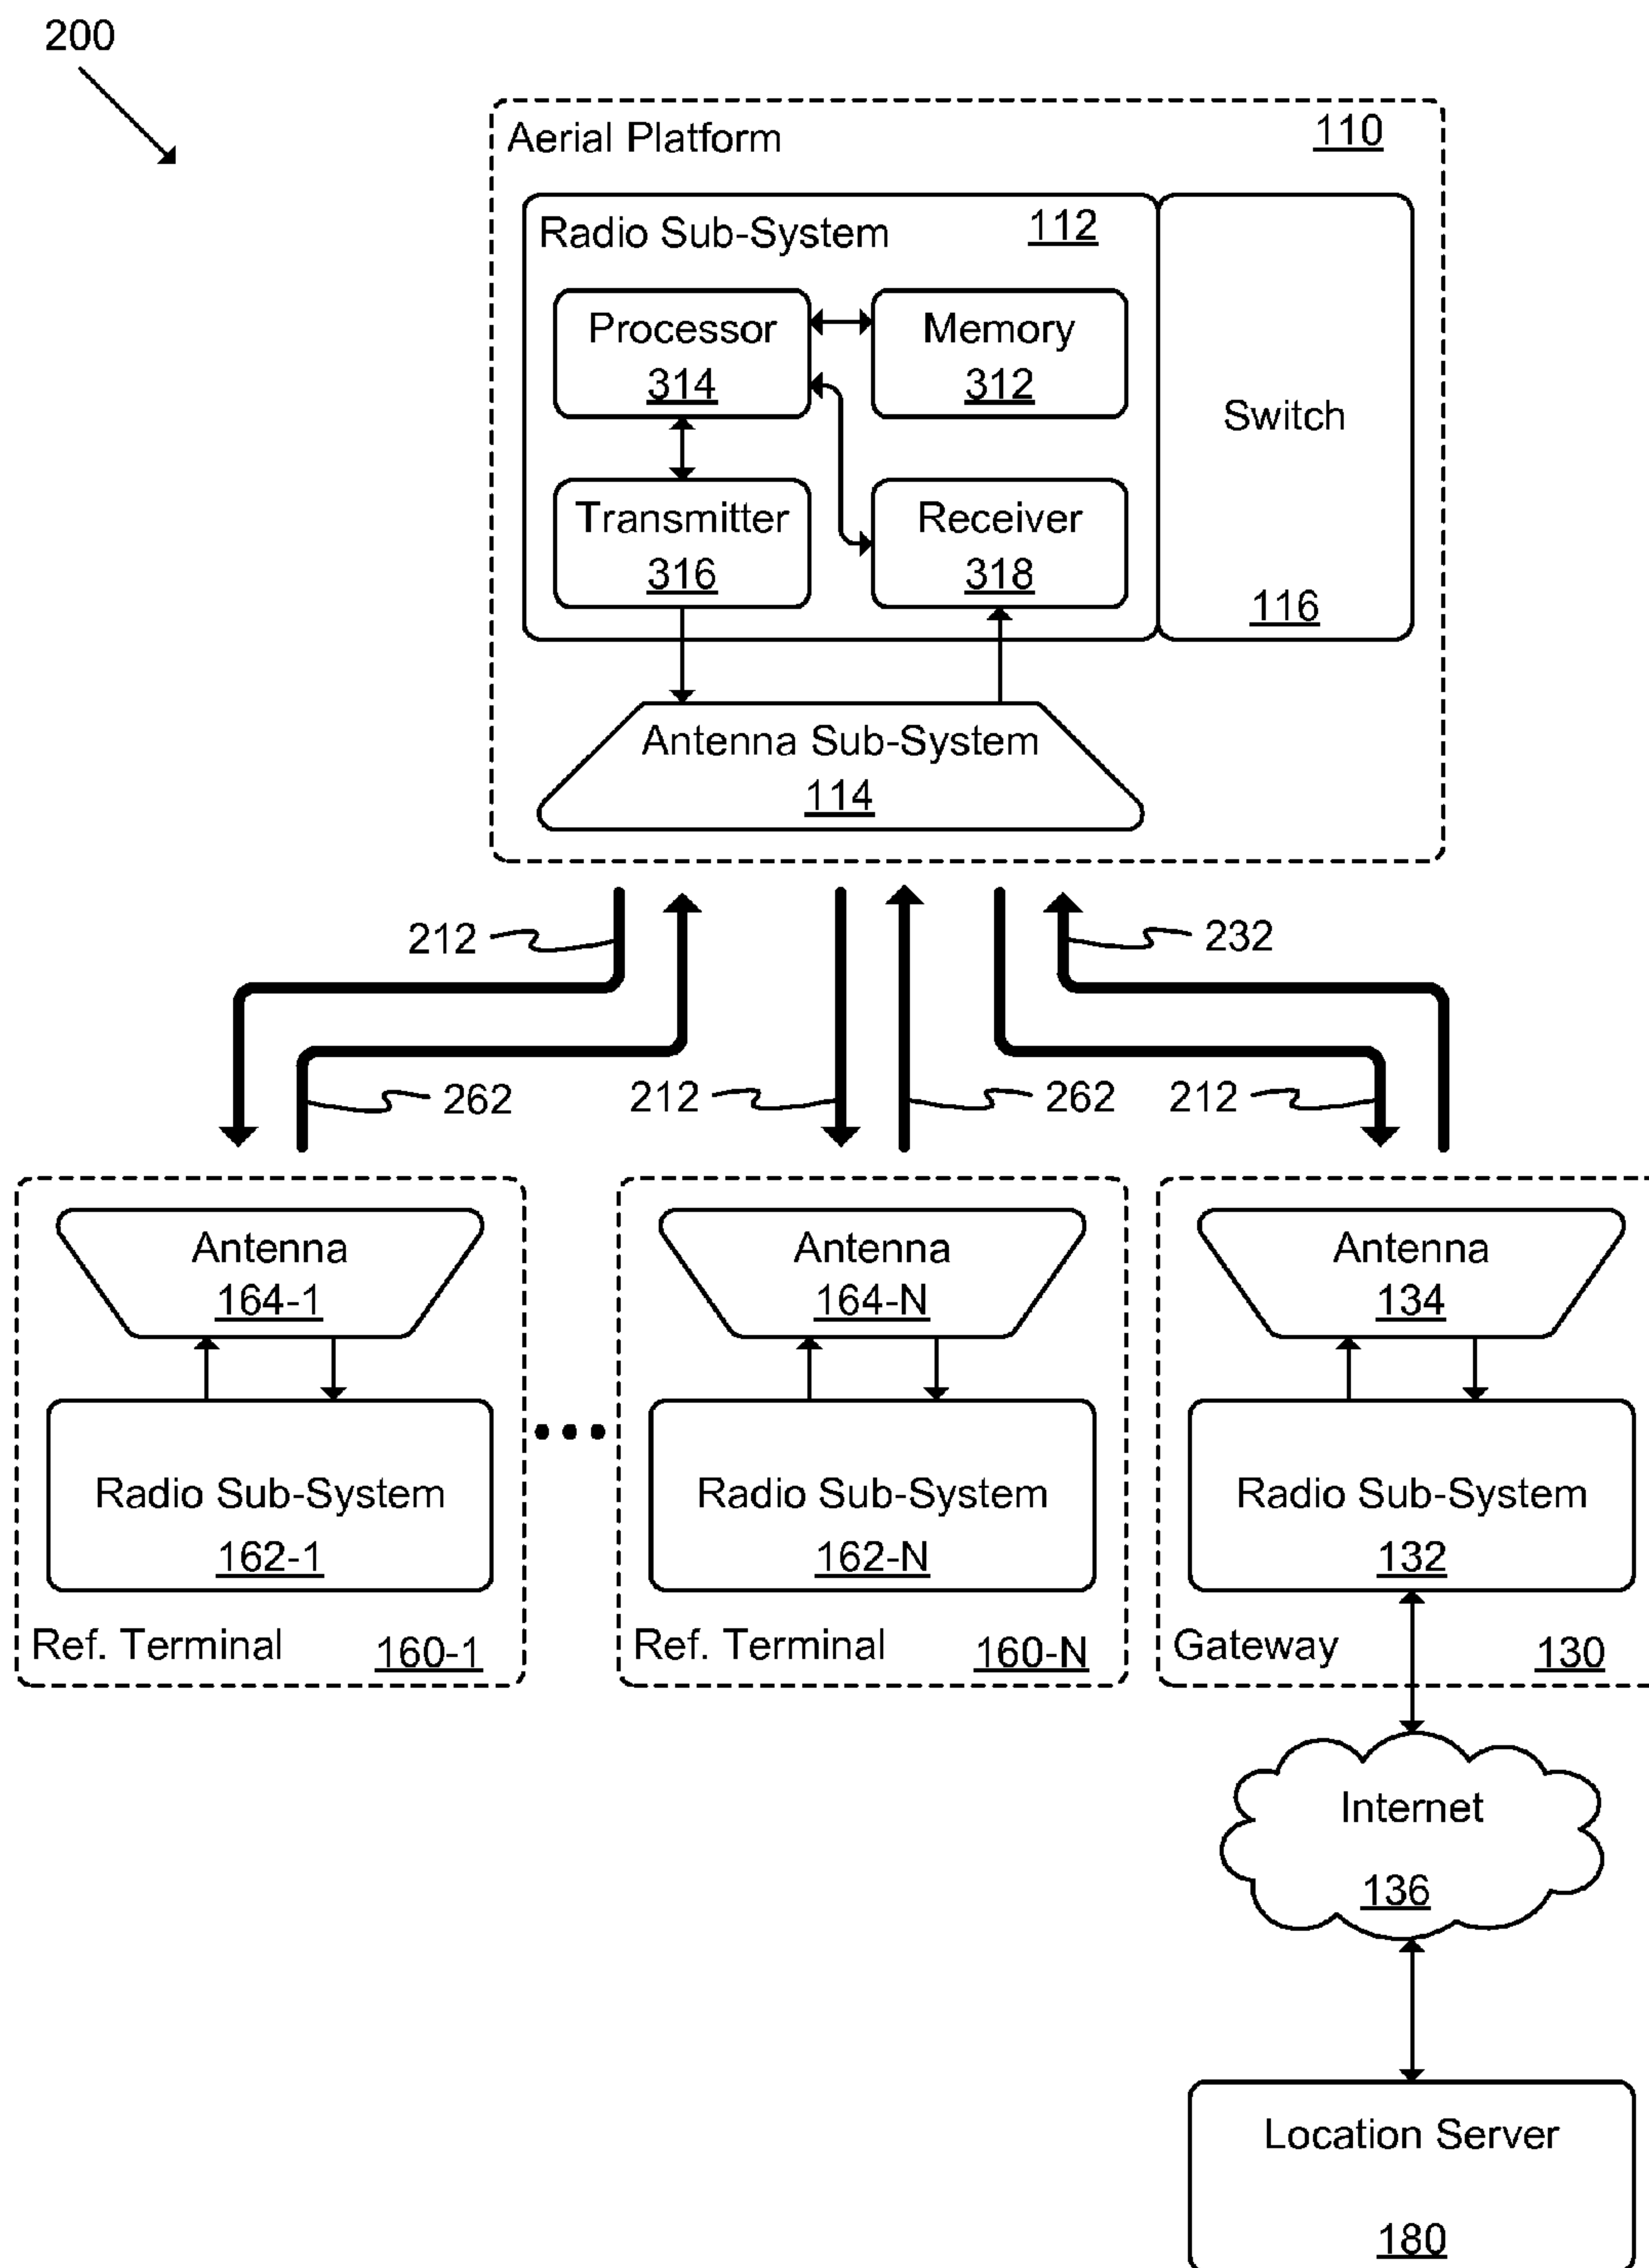 200
Aerial Platform 110
Radio Sub-System 112
Processor
314
Memory
312
Switch
116
Transmitter
316
Receiver
318
Antenna Sub-System
114
212
232
262
212
262
212
Antenna
164-1
Radio Sub-System
162-1
Ref. Terminal 160-1
Antenna
164-N
Radio Sub-System
162-N
Ref. Terminal 160-N
Antenna
134
Radio Sub-System
132
Gateway 130
Internet
136
Location Server
180